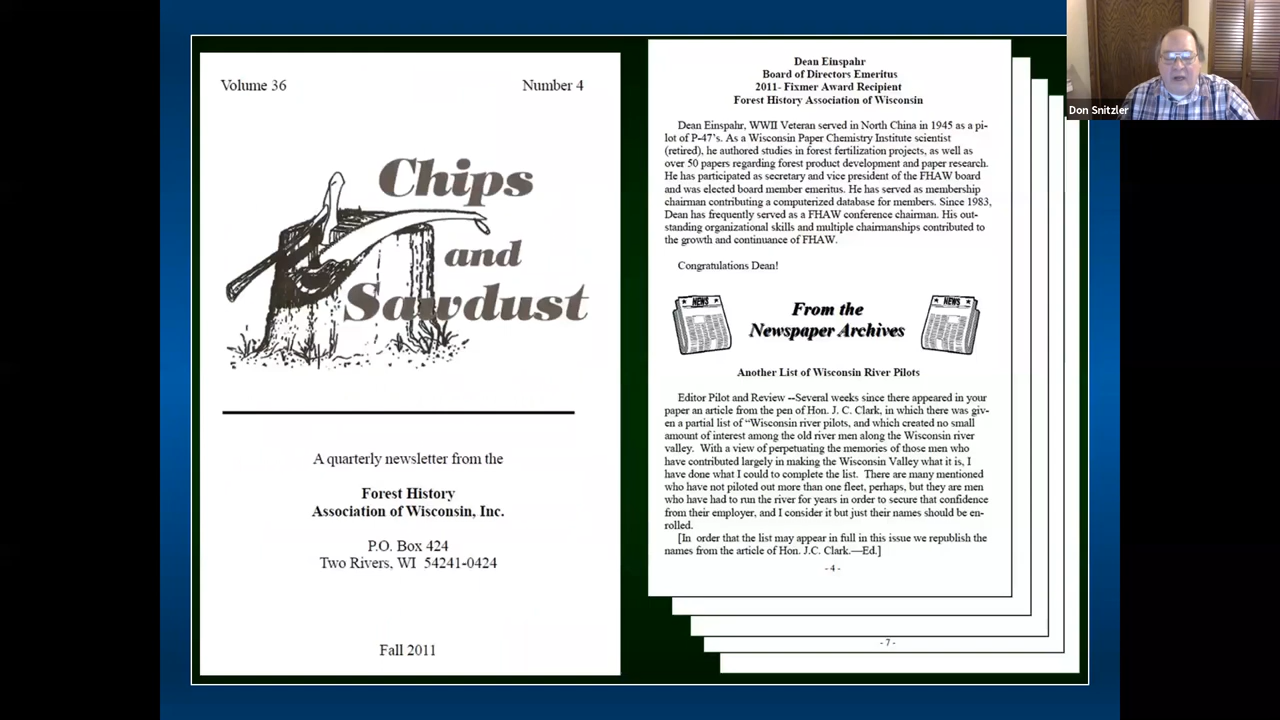 Volume 36
Number 4
Chips
and
Sawdust
A quarterly newsletter from the
Forest History
Association of Wisconsin, Inc.
P.O. Box 424
Two Rivers, WI 54241-0424
Fall 2011
Dean Einspahr
Board of Directors Emeritus
2011- Fixmer Award Recipient
Forest History Association of Wisconsin
Dean Einspahr, WWII Veteran served in North China in 1945 as a pi-
lot of P-47's. As a Wisconsin Paper Chemistry Institute scientist
(retired), he authored studies in forest fertilization projects, as well as
over 50 papers regarding forest product development and paper research.
He has participated as secretary and vice president of the FHAW board
and was elected board member emeritus. He has served as membership
chairman contributing a computerized database for members. Since 1983,
Dean has frequently served as a FHAW conference chairman. His out-
standing organizational skills and multiple chairmanships contributed to
the growth and continuance of FHAW.
Congratulations Dean!
NEWS
From the
Newspaper Archives
NEWS
Another List of Wisconsin River Pilots
Editor Pilot and Review --Several weeks since there appeared in your
paper an article from the pen of Hon. J. C. Clark, in which there was giv-
en a partial list of "Wisconsin river pilots, and which created no small
amount of interest among the old river men along the Wisconsin river
valley. With a view of perpetuating the memories of those men who
have contributed largely in making the Wisconsin Valley what it is, I
have done what I could to complete the list. There are many mentioned
who have not piloted out more than one fleet, perhaps, but they are men
who have had to run the river for years in order to secure that confidence
from their employer, and I consider it but just their names should be en-
rolled.
[In order that the list may appear in full in this issue we republish the
names from the article of Hon. J.C. Clark.—Ed.]
- 4 -
- 7 -
Don Snitzler